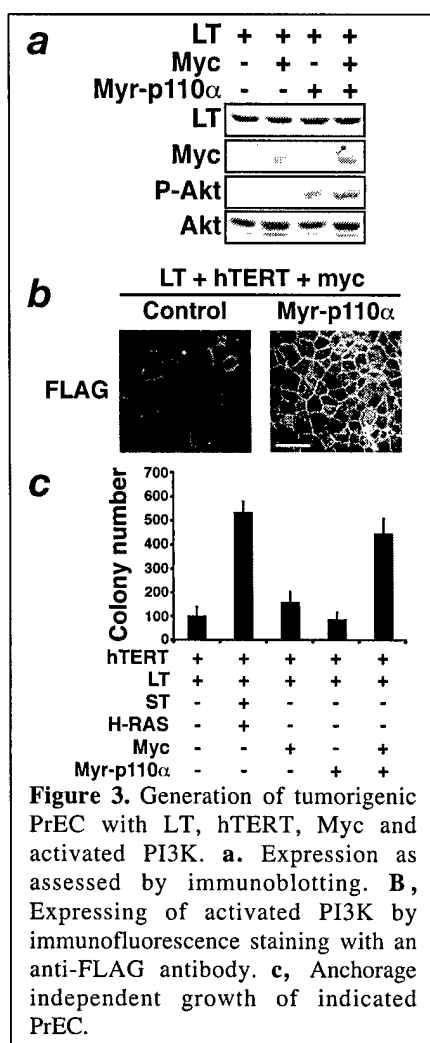 a
LT + + + +
Myc - + - +
Myr-p110α - - + +
LT
Myc
P-Akt
Akt
b
LT + hTERT + myc
Control Myr-p110α
FLAG
c
Colony number
700
600
500
400
300
200
100
0
hTERT + + + + +
LT + + + + +
ST - + - - -
H-RAS - + - - -
Myc - - + - +
Myr-p110α - - - + +
Figure 3. Generation of tumorigenic
PrEC with LT, hTERT, Myc and
activated PI3K. a. Expression as
assessed by immunoblotting. B,
Expressing of activated PI3K by
immunofluorescence staining with an
anti-FLAG antibody. c, Anchorage
independent growth of indicated
PrEC.